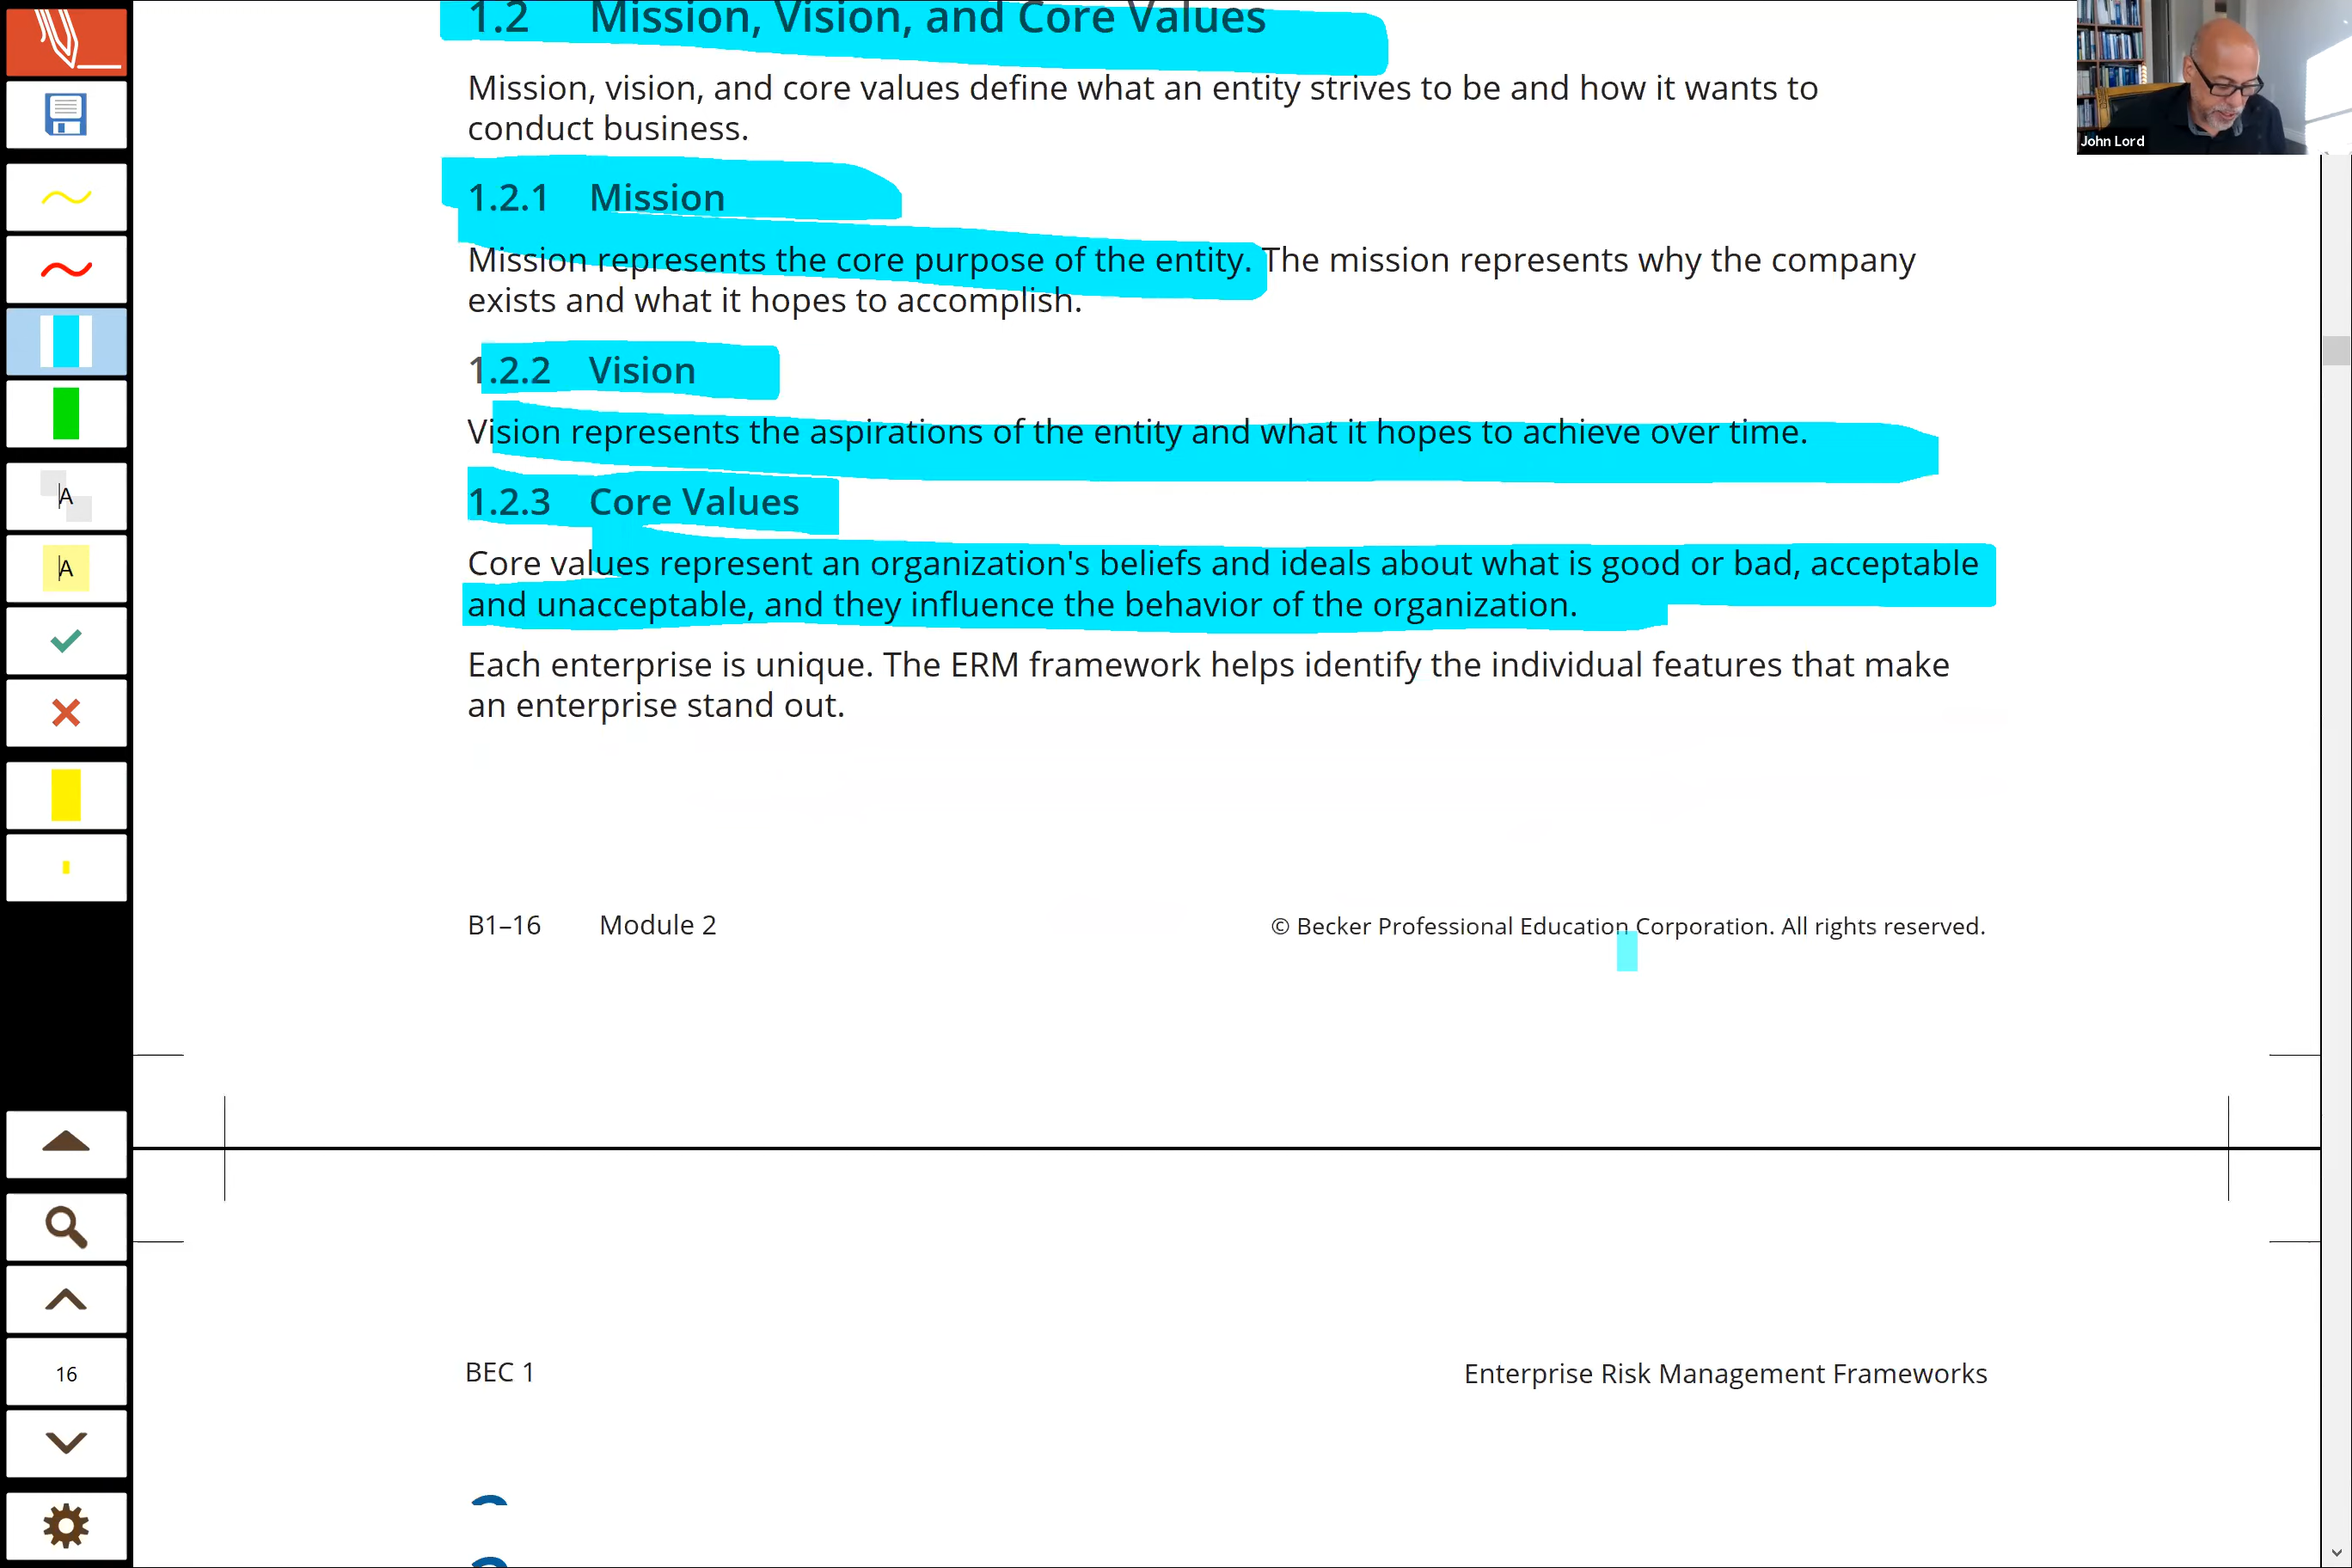 1.2 Mission, Vision, and Core Values
John Lord
Mission, vision, and core values define what an entity strives to be and how it wants to
conduct business.
1.2.1 Mission
Mission represents the core purpose of the entity. The mission represents why the company
exists and what it hopes to accomplish.
1.2.2 Vision
Vision represents the aspirations of the entity and what it hopes to achieve over time.
1.2.3 Core Values
Core values represent an organization's beliefs and ideals about what is good or bad, acceptable
and unacceptable, and they influence the behavior of the organization.
Each enterprise is unique. The ERM framework helps identify the individual features that make
an enterprise stand out.
A
A
B1–16 Module 2 © Becker Professional Education Corporation. All rights reserved.
16
BEC 1 Enterprise Risk Management Frameworks